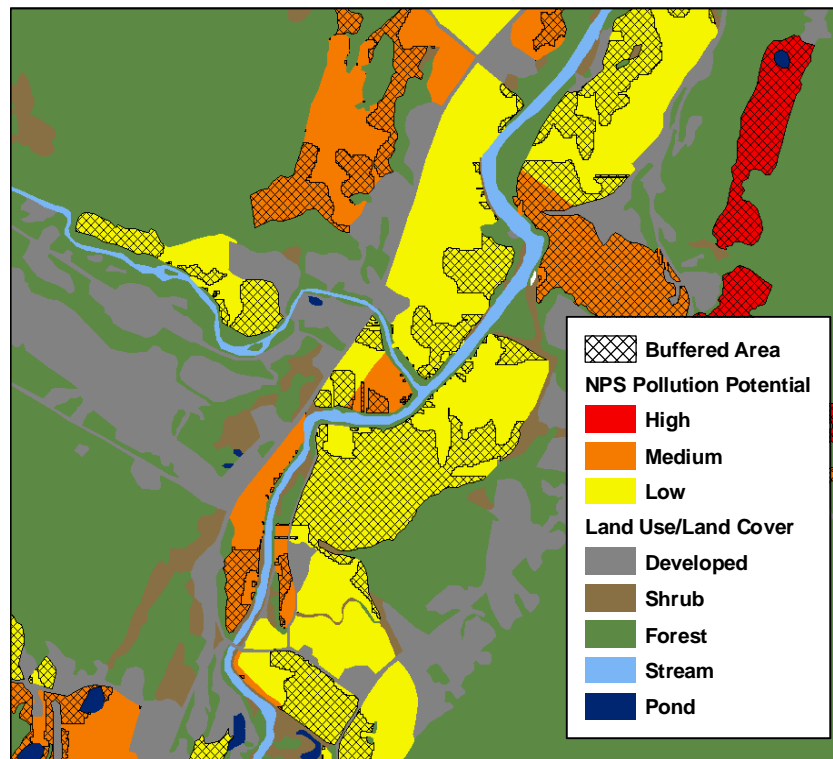 Buffered Area
NPS Pollution Potential
High
Medium
Low
Land Use/Land Cover
Developed
Shrub
Forest
Stream
Pond